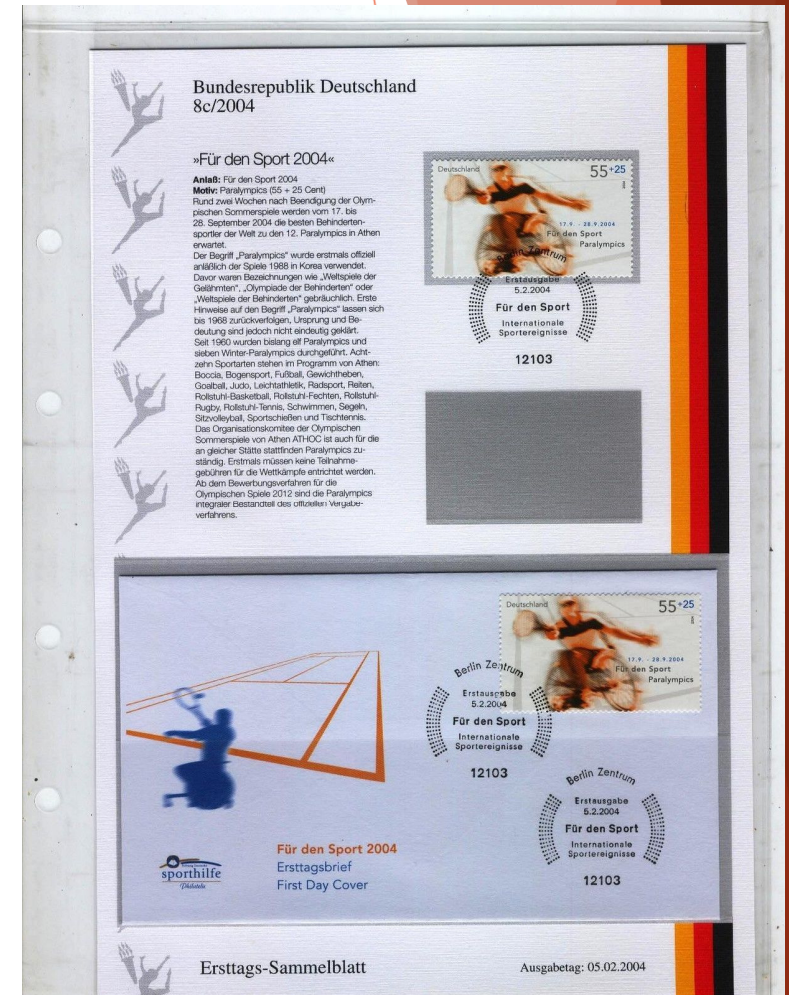 Bundesrepublik Deutschland
8c/2004
»Für den Sport 2004«
Anlaß: Für den Sport 2004
Motiv: Paralympics (55 + 25 Cent)
Rund zwei Wochen nach Beendigung der Olym-
pischen Sommerspiele werden vom 17. bis
28. September 2004 die besten Behinderten-
sportler der Welt zu den 12. Paralympics in Athen
erwartet.
Der Begriff „Paralympics" wurde erstmals offiziell
anläßlich der Spiele 1988 in Korea verwendet.
Davor waren Bezeichnungen wie „Weltspiele der
Gelähmten", „Olympiade der Behinderten" oder
„Weltspiele der Behinderten" gebräuchlich. Erste
Hinweise auf den Begriff „Paralympics" lassen sich
bis 1968 zurückverfolgen, Ursprung und Be-
deutung sind jedoch nicht eindeutig geklärt.
Seit 1960 wurden bislang elf Paralympics und
sieben Winter-Paralympics durchgeführt. Acht-
zehn Sportarten stehen im Programm von Athen:
Boccia, Bogensport, Fußball, Gewichtheben,
Goalball, Judo, Leichtathletik, Radsport, Reiten,
Rollstuhl-Basketball, Rollstuhl-Fechten, Rollstuhl-
Rugby, Rollstuhl-Tennis, Schwimmen, Segeln,
Sitzvolleyball, Sportschießen und Tischtennis.
Das Organisationskomitee der Olympischen
Sommerspiele von Athen ATHOC ist auch für die
an gleicher Stätte stattfinden Paralympics zu-
ständig. Erstmals müssen keine Teilnahme-
gebühren für die Wettkämpfe entrichtet werden.
Ab dem Bewerbungsverfahren für die
Olympischen Spiele 2012 sind die Paralympics
integraler Bestandteil des offiziellen Vergabe-
verfahrens.
Deutschland
55+25
2004
17.9. - 28.9.2004
Für den Sport
Paralympics
Berlin Zentrum
Erstausgabe
5.2.2004
Für den Sport
Internationale
Sportereignisse
12103
Deutschland
55+25
2004
17.9. - 28.9.2004
Für den Sport
Paralympics
Berlin Zentrum
Erstausgabe
5.2.2004
Für den Sport
Internationale
Sportereignisse
12103
Berlin Zentrum
Erstausgabe
5.2.2004
Für den Sport
Internationale
Sportereignisse
12103
sporthilfe
Philatelie
Für den Sport 2004
Ersttagsbrief
First Day Cover
Ersttags-Sammelblatt
Ausgabetag: 05.02.2004